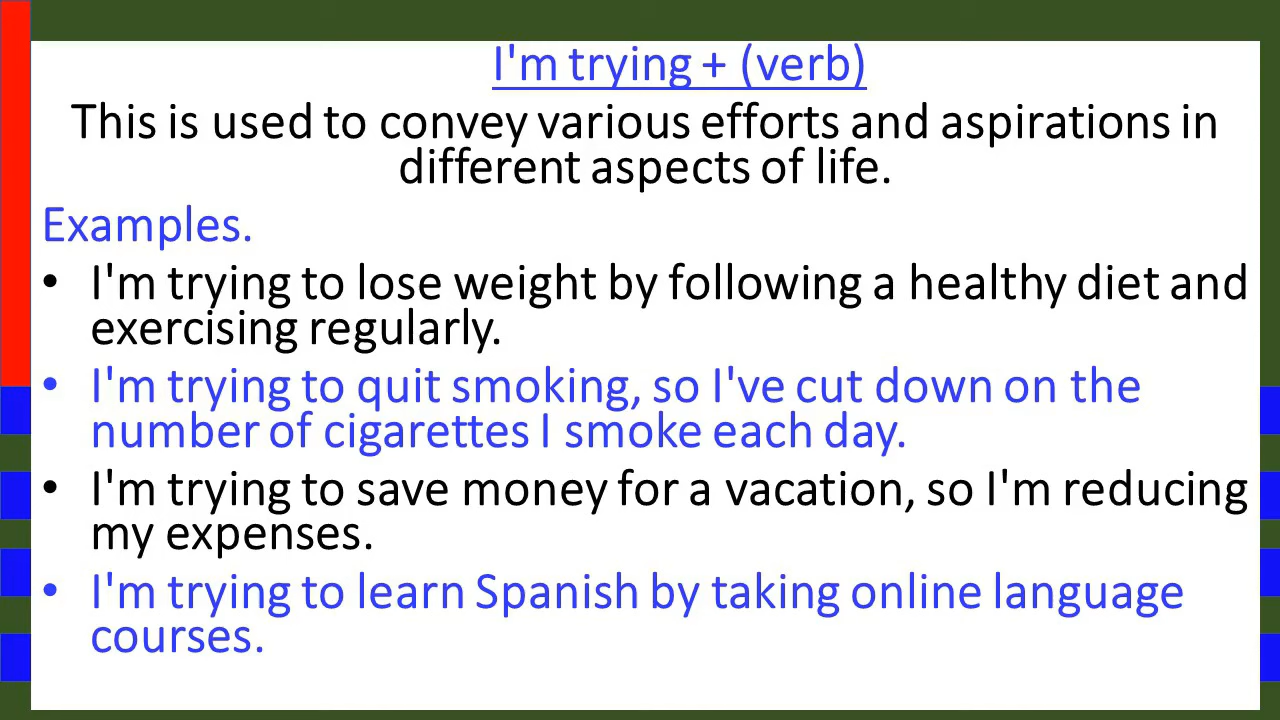 I'm trying + (verb)
This is used to convey various efforts and aspirations in
different aspects of life.
Examples.
• I'm trying to lose weight by following a healthy diet and
exercising regularly.
• I'm trying to quit smoking, so I've cut down on the
number of cigarettes I smoke each day.
• I'm trying to save money for a vacation, so I'm reducing
my expenses.
• I'm trying to learn Spanish by taking online language
courses.